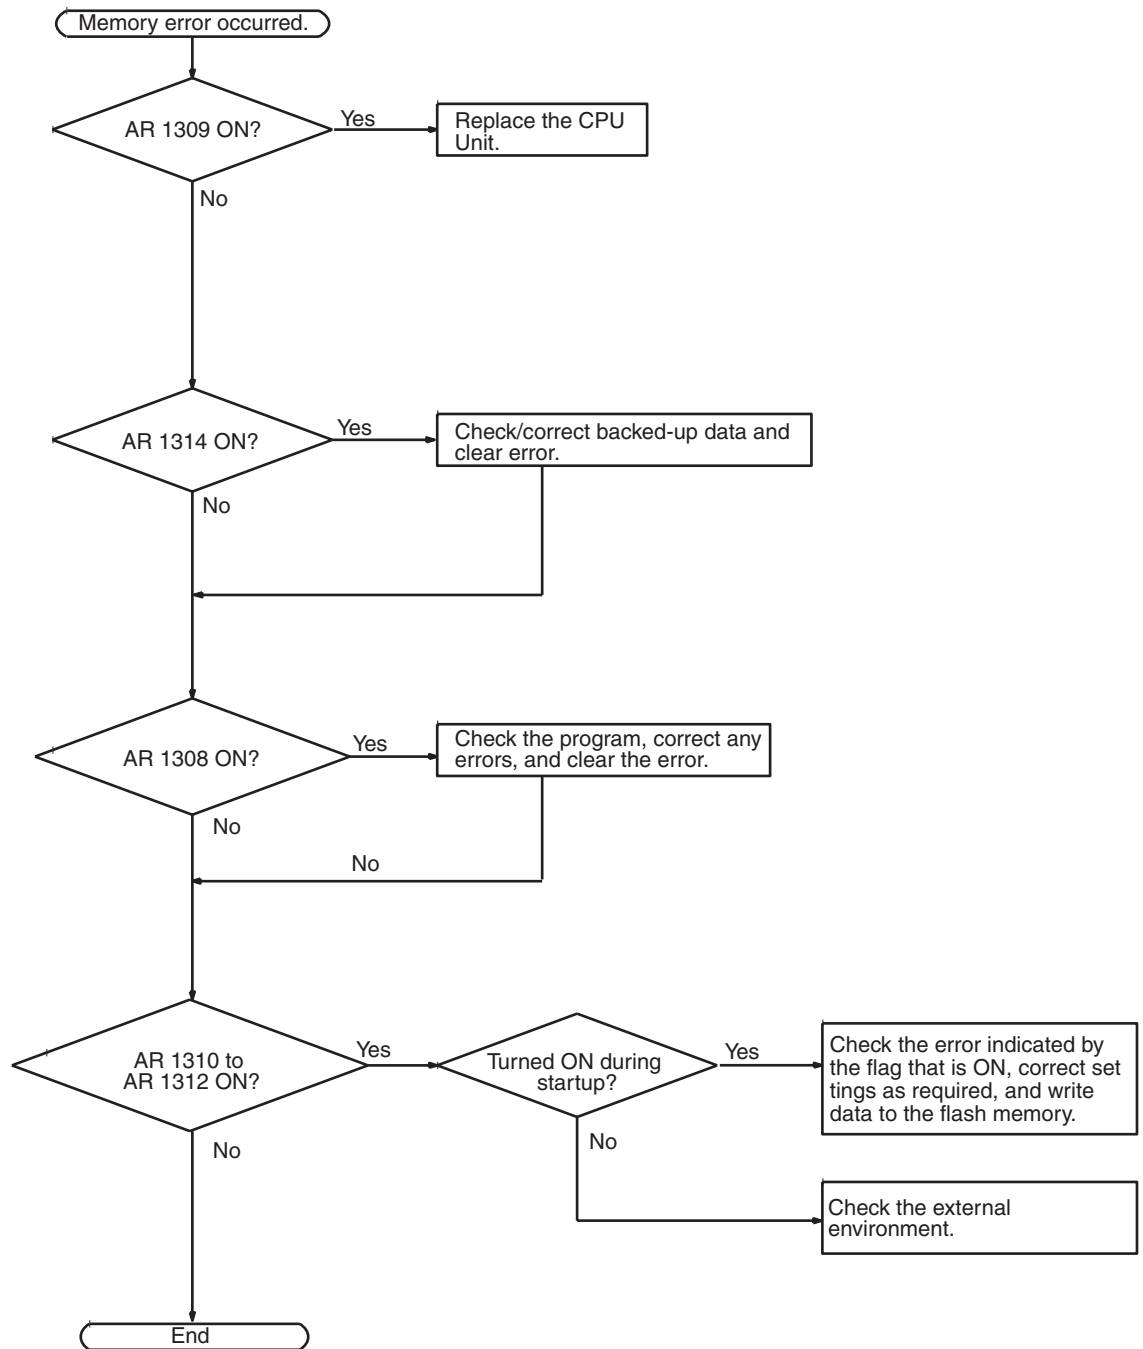 Memory error occurred.
AR 1309 ON?
Yes
Replace the CPU
Unit.
No
AR 1314 ON?
Yes
Check/correct backed-up data and
clear error.
No
AR 1308 ON?
Yes
Check the program, correct any
errors, and clear the error.
No
No
AR 1310 to
AR 1312 ON?
Yes
Turned ON during
startup?
Yes
Check the error indicated by
the flag that is ON, correct set
tings as required, and write
data to the flash memory.
No
No
Check the external
environment.
End